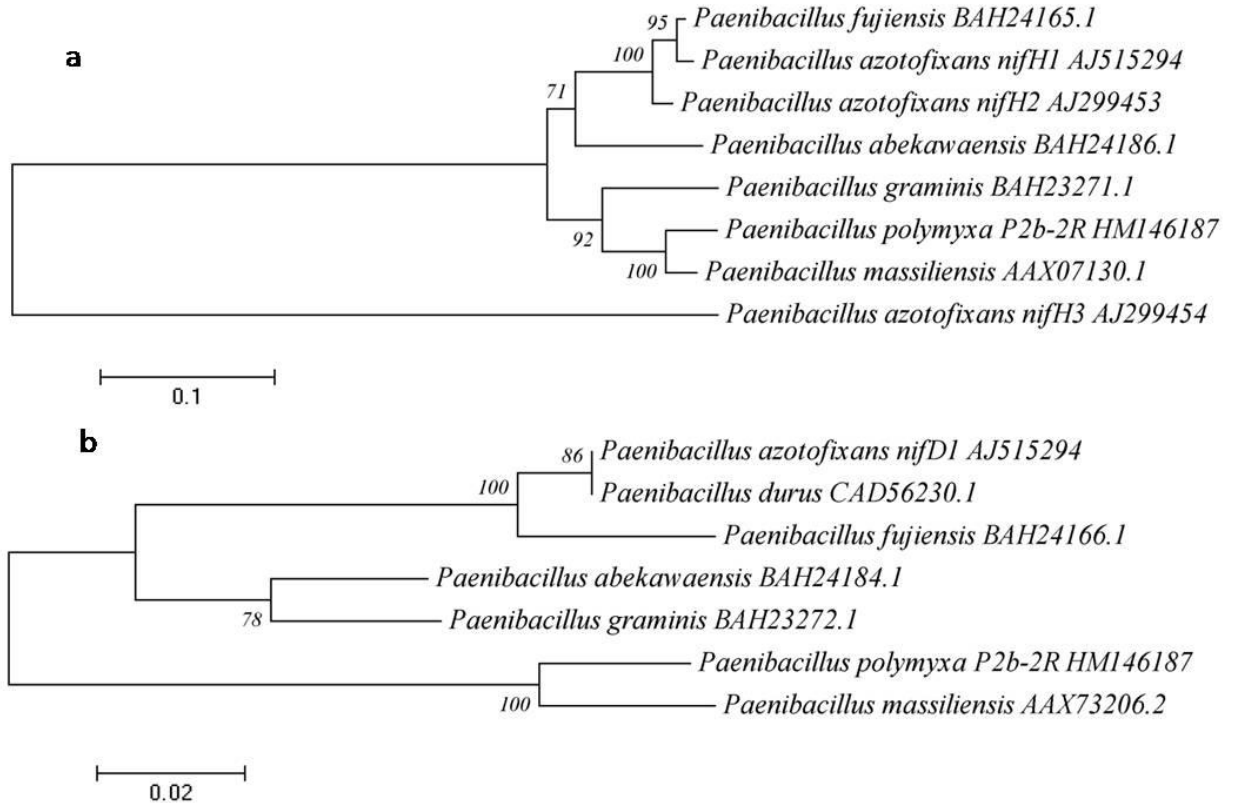 a
95
Paenibacillus fujiensis BAH24165.1
100
Paenibacillus azotofixans nifH1 AJ515294
71
Paenibacillus azotofixans nifH2 AJ299453
Paenibacillus abekawaensis BAH24186.1
Paenibacillus graminis BAH23271.1
92
Paenibacillus polymyxa P2b-2R HM146187
100
Paenibacillus massiliensis AAX07130.1
Paenibacillus azotofixans nifH3 AJ299454
0.1
b
86
Paenibacillus azotofixans nifD1 AJ515294
100
Paenibacillus durus CAD56230.1
Paenibacillus fujiensis BAH24166.1
Paenibacillus abekawaensis BAH24184.1
78
Paenibacillus graminis BAH23272.1
Paenibacillus polymyxa P2b-2R HM146187
100
Paenibacillus massiliensis AAX73206.2
0.02